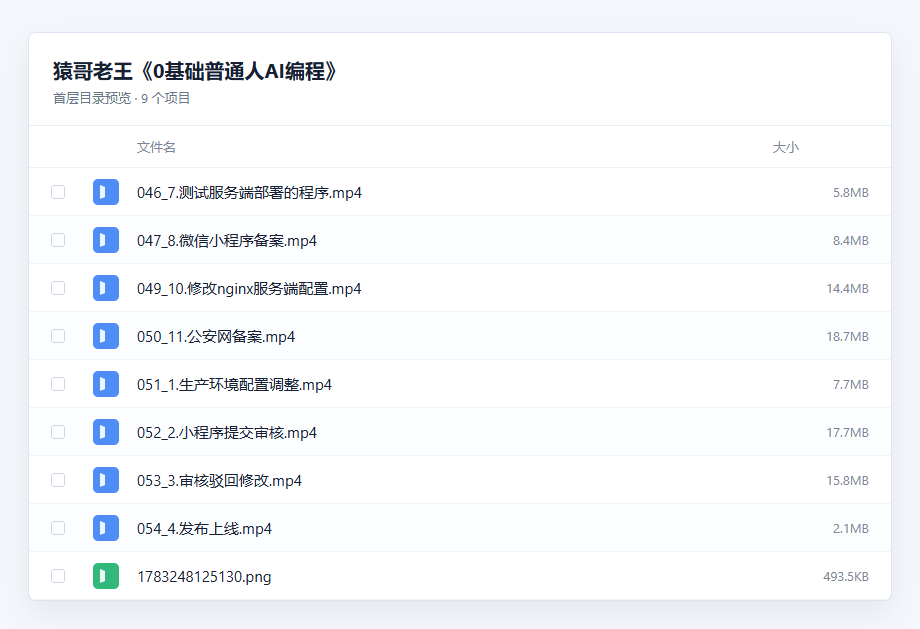 猿哥老王《0基础普通人AI编程》
首层目录预览 · 9 个项目
文件名 大小
046_7.测试服务端部署的程序.mp4 5.8MB
047_8.微信小程序备案.mp4 8.4MB
049_10.修改nginx服务端配置.mp4 14.4MB
050_11.公安网备案.mp4 18.7MB
051_1.生产环境配置调整.mp4 7.7MB
052_2.小程序提交审核.mp4 17.7MB
053_3.审核驳回修改.mp4 15.8MB
054_4.发布上线.mp4 2.1MB
1783248125130.png 493.5KB